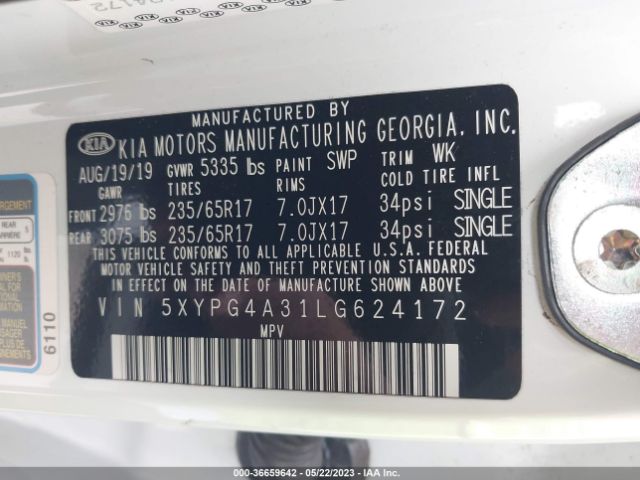 MANUFACTURED BY
KIA KIA MOTORS MANUFACTURING GEORGIA, INC.
AUG/19/19 GVWR 5335 lbs PAINT SWP TRIM WK
GAWR TIRES RIMS COLD TIRE INFL
FRONT 2976 lbs 235/65R17 7.0JX17 34psi SINGLE
REAR 3075 lbs 235/65R17 7.0JX17 34psi SINGLE
THIS VEHICLE CONFORMS TO ALL APPLICABLE U.S.A. FEDERAL
MOTOR VEHICLE SAFETY AND THEFT PREVENTION STANDARDS
IN EFFECT ON THE DATE OF MANUFACTURE SHOWN ABOVE.
VIN 5XYPG4A31LG624172
MPV
6110
000-36659642 - 05/22/2023 - IAA Inc.